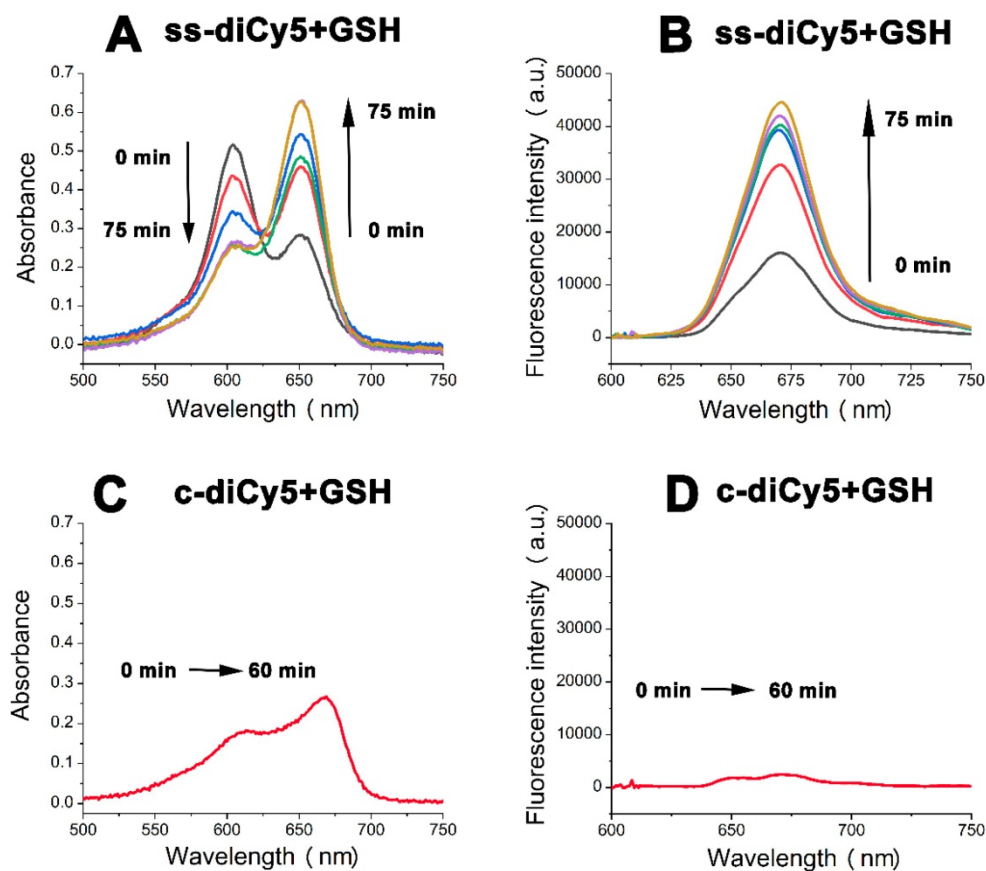 A ss-diCy5+GSH
0.7
0.6
0.5
0.4
0.3
0.2
0.1
0.0
Absorbance
0 min
75 min
75 min
0 min
500 550 600 650 700 750
Wavelength ( nm)
B ss-diCy5+GSH
50000
40000
30000
20000
10000
0
Fluorescence intensity ( a.u.)
75 min
0 min
600 625 650 675 700 725 750
Wavelength ( nm)
C c-diCy5+GSH
0.7
0.6
0.5
0.4
0.3
0.2
0.1
0.0
Absorbance
0 min 60 min
500 550 600 650 700 750
Wavelength ( nm)
D c-diCy5+GSH
50000
40000
30000
20000
10000
0
Fluorescence intensity ( a.u.)
0 min 60 min
600 650 700 750
Wavelength ( nm)